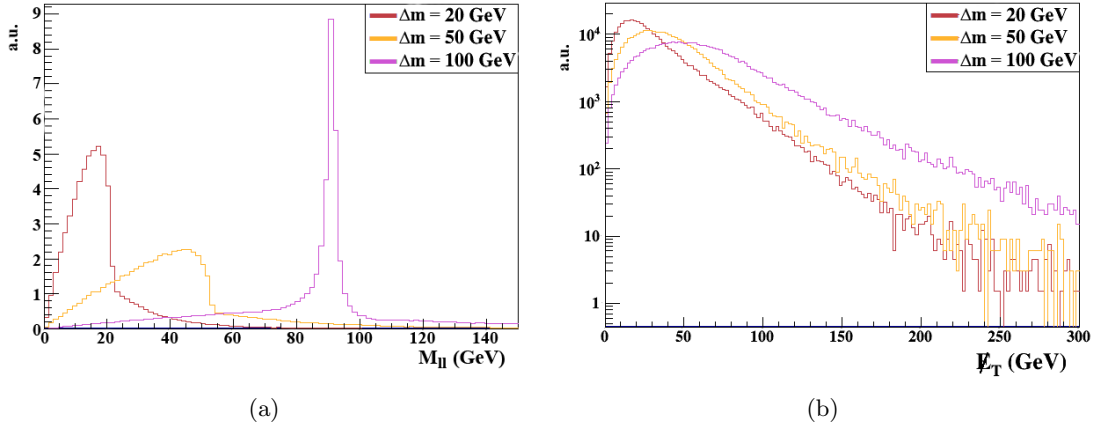 a.u.
9
8
7
6
5
4
3
2
1
0
0 20 40 60 80 100 120 140
M_ll (GeV)
Δm = 20 GeV
Δm = 50 GeV
Δm = 100 GeV
(a)
a.u.
10^4
10^3
10^2
10
1
0 50 100 150 200 250 300
E̸_T (GeV)
Δm = 20 GeV
Δm = 50 GeV
Δm = 100 GeV
(b)